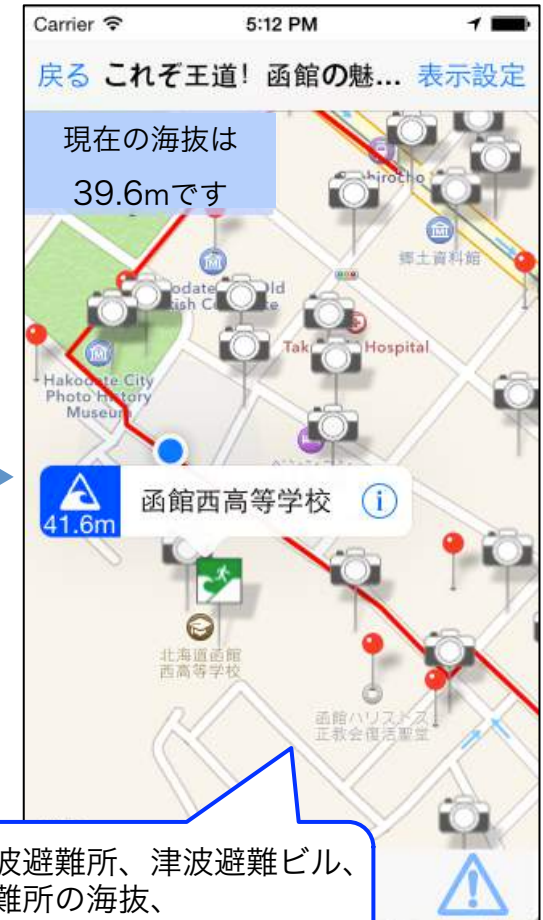 Carrier 5:12 PM
戻る これぞ王道！ 函館の魅... 表示設定
現在の海抜は
39.6mです
郷土資料館
Hospital
Hakodate City
Photo History
Museum
41.6m 函館西高等学校 i
北海道函館
西高等学校
函館ハリストス
正教会復活聖堂
波避難所、津波避難ビル、
難所の海抜、